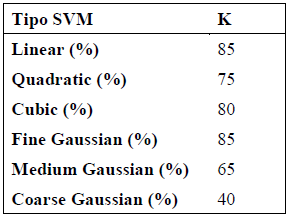 Tipo SVM K
Linear (%) 85
Quadratic (%) 75
Cubic (%) 80
Fine Gaussian (%) 85
Medium Gaussian (%) 65
Coarse Gaussian (%) 40